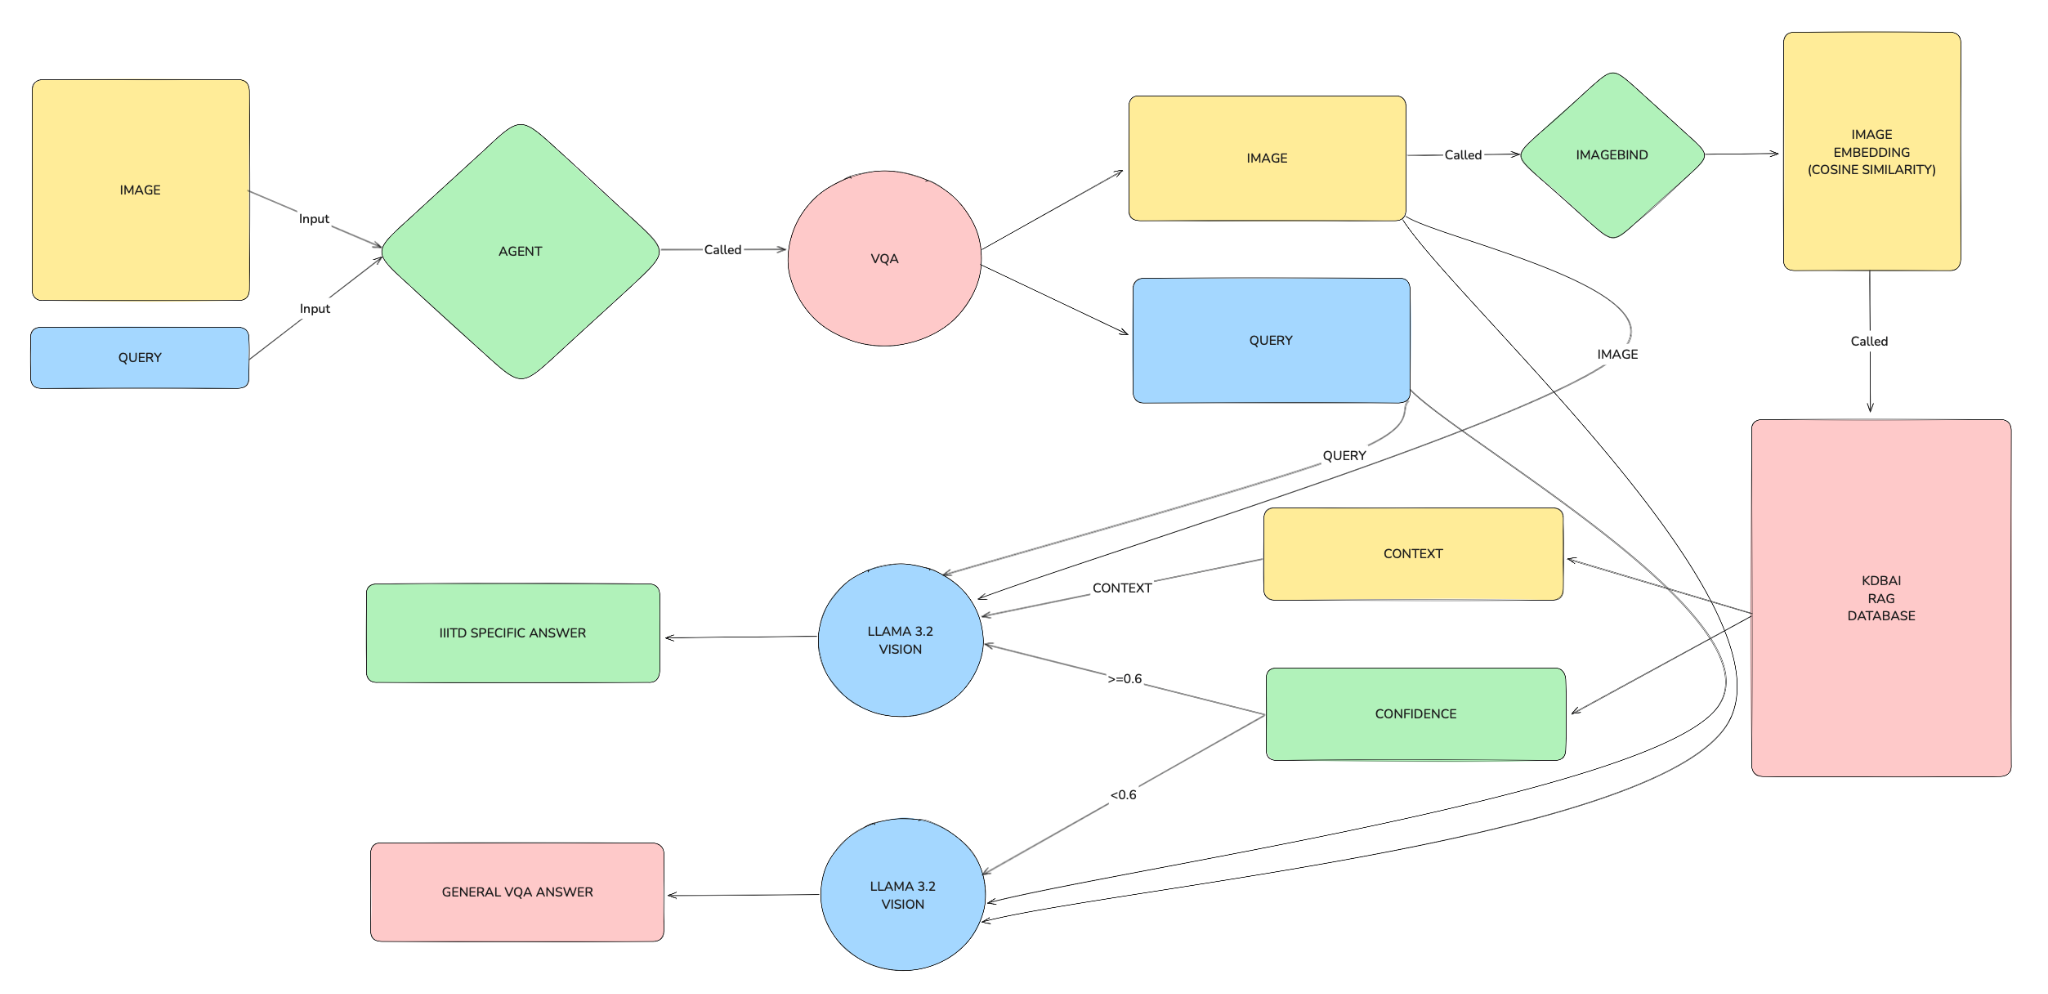 IMAGE
Input
AGENT
Input
QUERY
Called
VQA
IMAGE
Called
IMAGEBIND
IMAGE
EMBEDDING
(COSINE SIMILARITY)
QUERY
Called
IMAGE
QUERY
CONTEXT
CONTEXT
KDBAI
RAG
DATABASE
LLAMA 3.2
VISION
IIITD SPECIFIC ANSWER
>=0.6
CONFIDENCE
<0.6
LLAMA 3.2
VISION
GENERAL VQA ANSWER